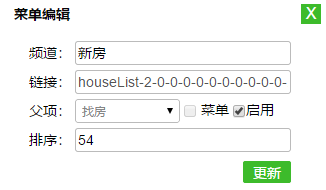 菜单编辑 X
频道： 新房
链接： houseList-2-0-0-0-0-0-0-0-0-0-0-
父项： 找房 菜单 启用
排序： 54
更新